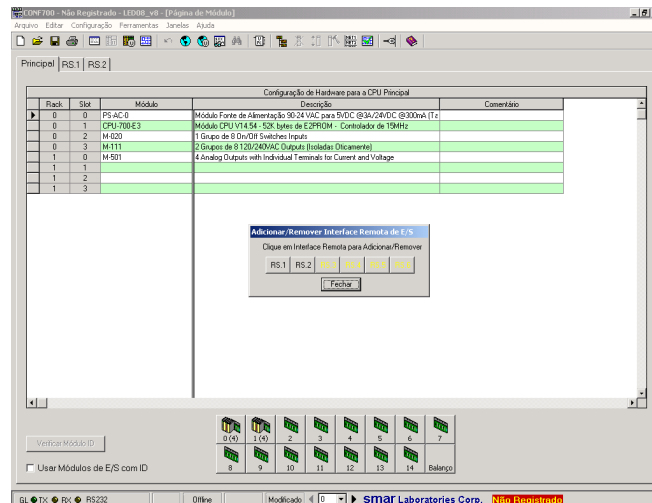 CONF700 - Não Registrado - LED08_v8 - [Página de Módulo]
Arquivo Editar Configuração Ferramentas Janelas Ajuda
Principal RS.1 RS.2
Configuração de Hardware para a CPU Principal
Rack Slot Módulo Descrição Comentário
0 0 PS-AC-0 Módulo Fonte de Alimentação 90-24 VAC para 5VDC @3A/24VDC @300mA (Ta
0 1 CPU-700-E3 Módulo CPU V14.54 - 52K bytes de E2PROM - Controlador de 15MHz
0 2 M-020 1 Grupo de 8 On/Off Switches Inputs
0 3 M-111 2 Grupos de 8 120/240VAC Outputs (Isoladas Oticamente)
1 0 M-501 4 Analog Outputs with Individual Terminals for Current and Voltage
1 1
1 2
1 3
Adicionar/Remover Interface Remota de E/S
Clique em Interface Remota para Adicionar/Remover
RS.1 RS.2
Fechar
0 (4) 1 (4) 2 3 4 5 6 7
Verificar Módulo ID
8 9 10 11 12 13 14 Balanço
Usar Módulos de E/S com ID
GL TX RX RS232 Offline Modificado 0 smar Laboratories Corp. Não Registrado